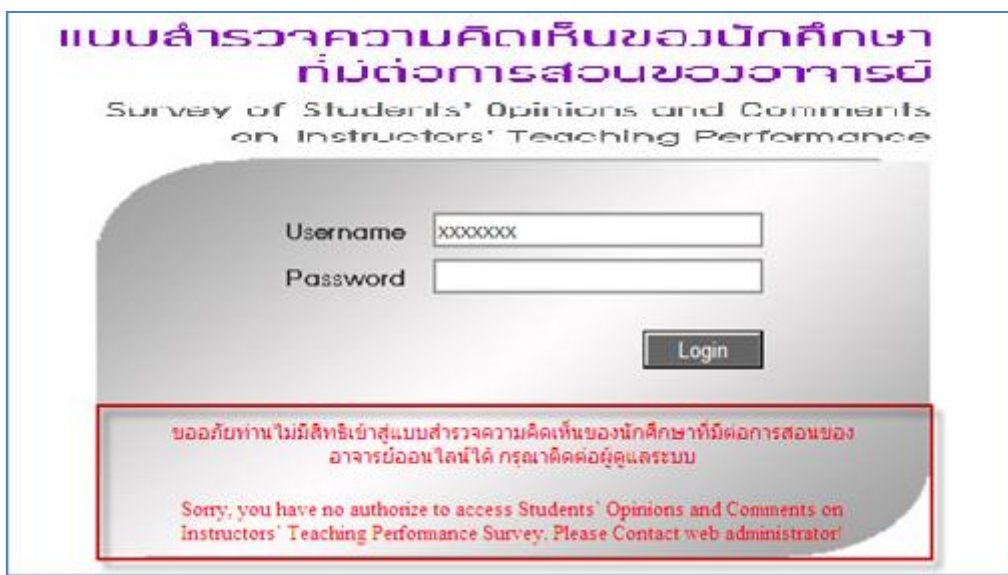 แบบสำรวจความคิดเห็นของนักศึกษา
ที่มีต่อการสอนของอาจารย์
Survey of Students' Opinions and Comments
on Instructors' Teaching Performance
Username xxxxxxx
Password
Login
ขออภัยท่านไม่มีสิทธิเข้าสู่แบบสำรวจความคิดเห็นของนักศึกษาที่มีต่อการสอนของ
อาจารย์ออนไลน์ได้ กรุณาติดต่อผู้ดูแลระบบ
Sorry, you have no authorize to access Students' Opinions and Comments on
Instructors' Teaching Performance Survey. Please Contact web administrator!